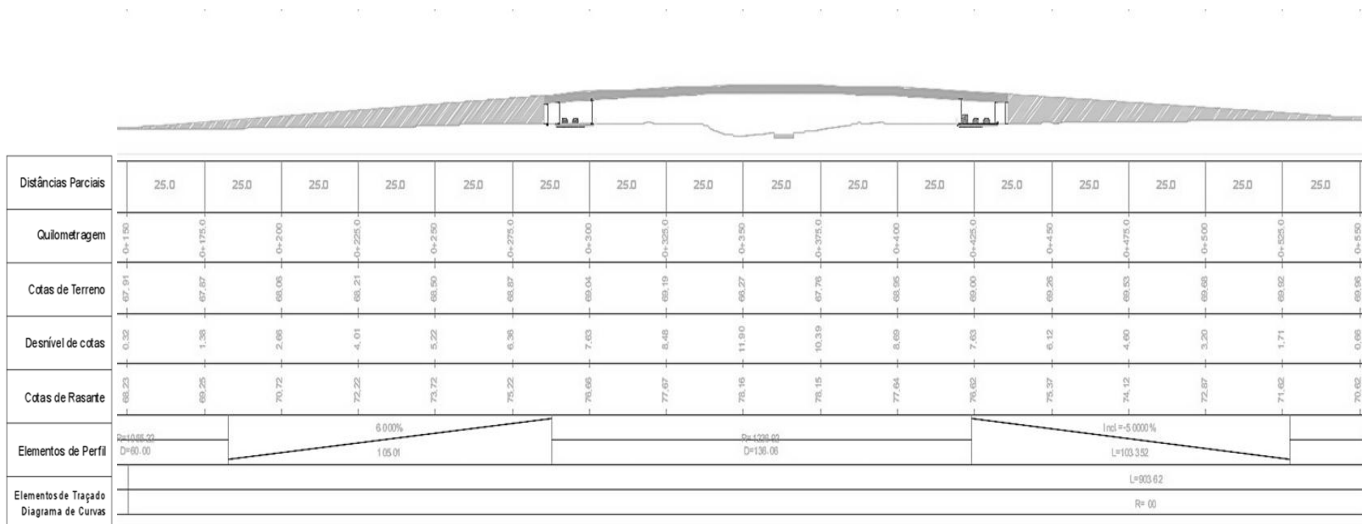 Distâncias Parciais 25.0 25.0 25.0 25.0 25.0 25.0 25.0 25.0 25.0 25.0 25.0 25.0 25.0 25.0 25.0 25.0
Quilometragem 0+150 0+175.0 0+200 0+225.0 0+250 0+275.0 0+300 0+325.0 0+350 0+375.0 0+400 0+425.0 0+450 0+475.0 0+500 0+525.0 0+550
Cotas de Terreno 67.91 67.87 68.06 68.21 68.50 68.87 69.04 69.19 66.27 67.76 68.95 69.00 69.26 69.53 69.68 69.92 69.96
Desnível de cotas 0.32 1.38 2.66 4.01 5.22 6.36 7.63 8.48 11.90 10.39 8.69 7.63 6.12 4.60 3.20 1.71 0.66
Cotas de Rasante 68.23 69.25 70.72 72.22 73.72 75.22 76.66 77.67 78.16 78.15 77.64 76.62 75.37 74.12 72.87 71.62 70.62
6.000% Incl.=-5.0000%
Elementos de Perfil
D=60.00 105.01 D=136.06 L=103.352
L=903.62
Elementos de Traçado
Diagrama de Curvas
R= 00